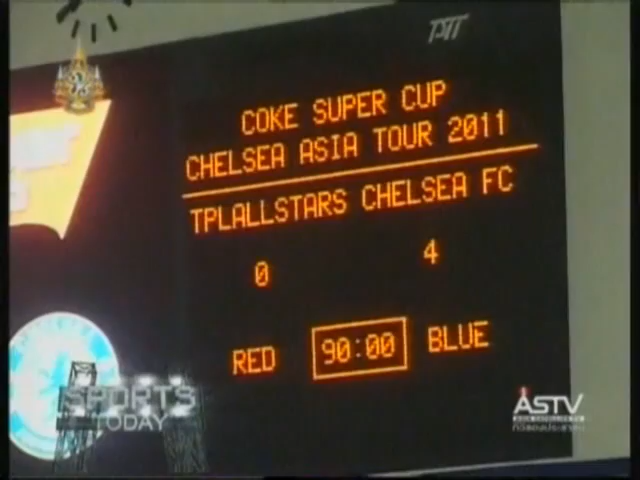 PTT
COKE SUPER CUP
CHELSEA ASIA TOUR 2011
TPLALLSTARS CHELSEA FC
0 4
RED 90:00 BLUE
SPORTS
TODAY
ASTV